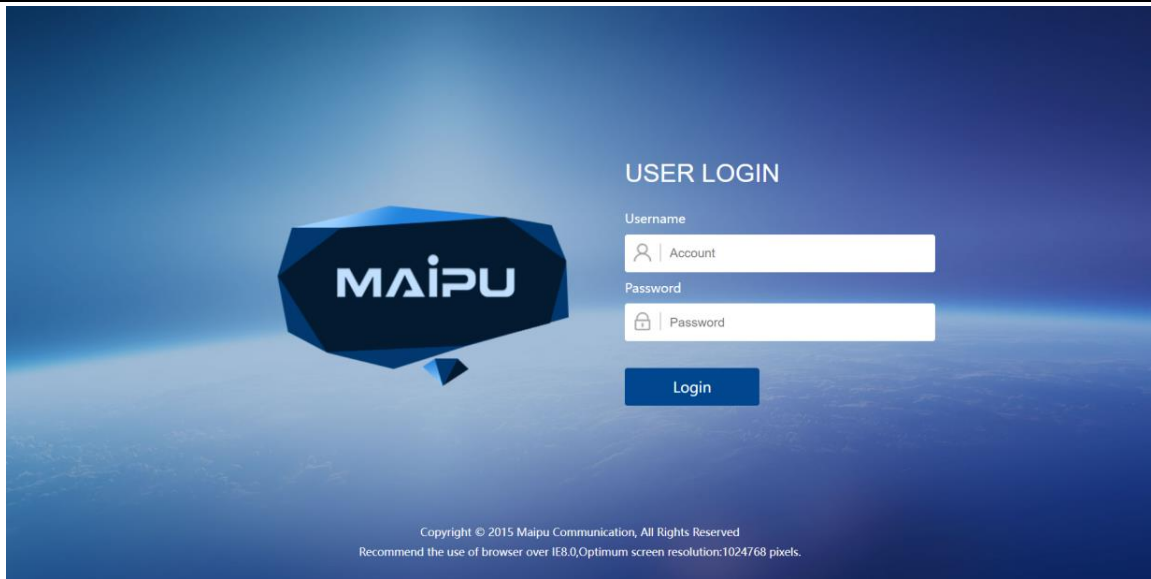 MAIPU
USER LOGIN
Username
Account
Password
Password
Login
Copyright © 2015 Maipu Communication, All Rights Reserved
Recommend the use of browser over IE8.0,Optimum screen resolution:1024768 pixels.